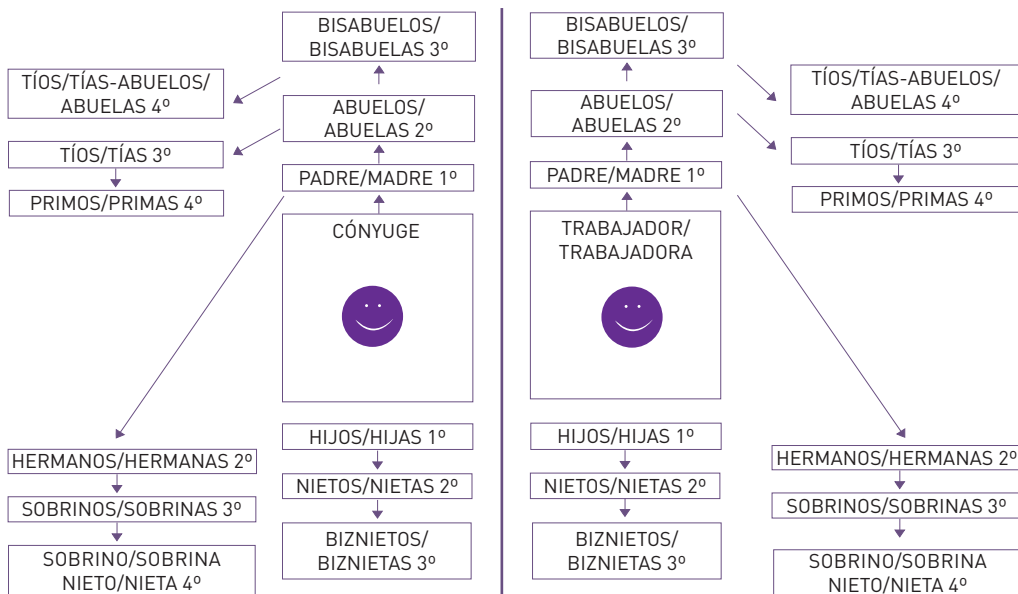 BISABUELOS/
BISABUELAS 3º
TÍOS/TÍAS-ABUELOS/
ABUELAS 4º
ABUELOS/
ABUELAS 2º
TÍOS/TÍAS 3º
PADRE/MADRE 1º
PRIMOS/PRIMAS 4º
CÓNYUGE
HIJOS/HIJAS 1º
HERMANOS/HERMANAS 2º
NIETOS/NIETAS 2º
SOBRINOS/SOBRINAS 3º
BIZNIETOS/
BIZNIETAS 3º
SOBRINO/SOBRINA
NIETO/NIETA 4º
BISABUELOS/
BISABUELAS 3º
TÍOS/TÍAS-ABUELOS/
ABUELAS 4º
ABUELOS/
ABUELAS 2º
TÍOS/TÍAS 3º
PADRE/MADRE 1º
PRIMOS/PRIMAS 4º
TRABAJADOR/
TRABAJADORA
HIJOS/HIJAS 1º
HERMANOS/HERMANAS 2º
NIETOS/NIETAS 2º
SOBRINOS/SOBRINAS 3º
BIZNIETOS/
BIZNIETAS 3º
SOBRINO/SOBRINA
NIETO/NIETA 4º